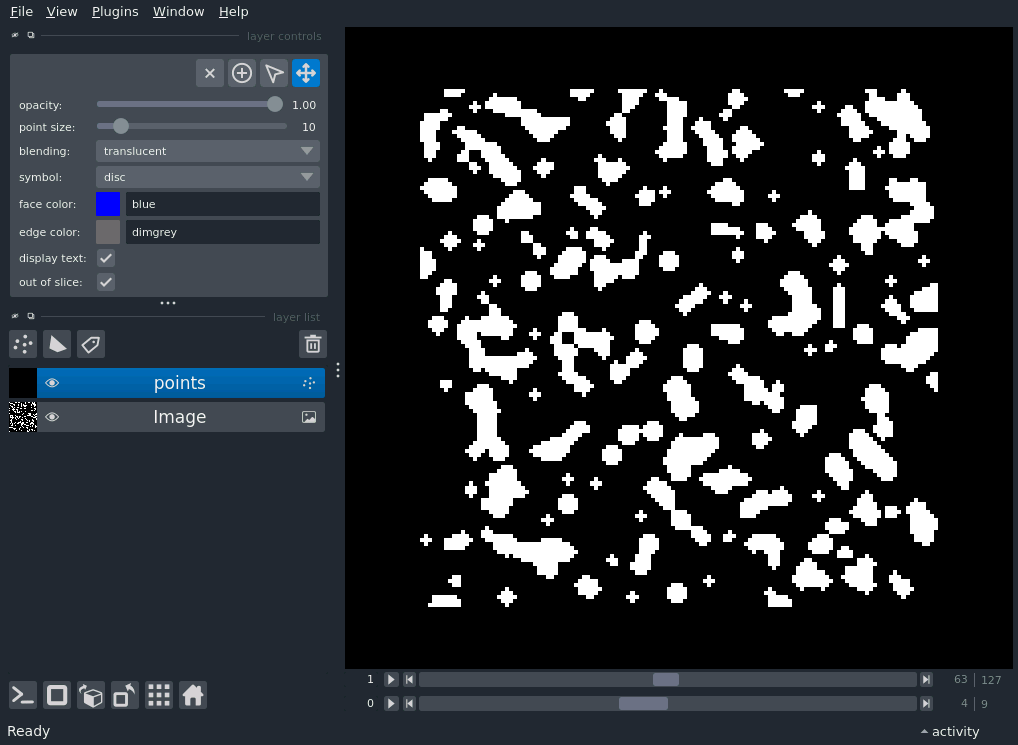 File View Plugins Window Help
layer controls
opacity: 1.00
point size: 10
blending: translucent
symbol: disc
face color: blue
edge color: dimgrey
display text:
out of slice:
layer list
points
Image
1 63 127
0 4 9
Ready activity